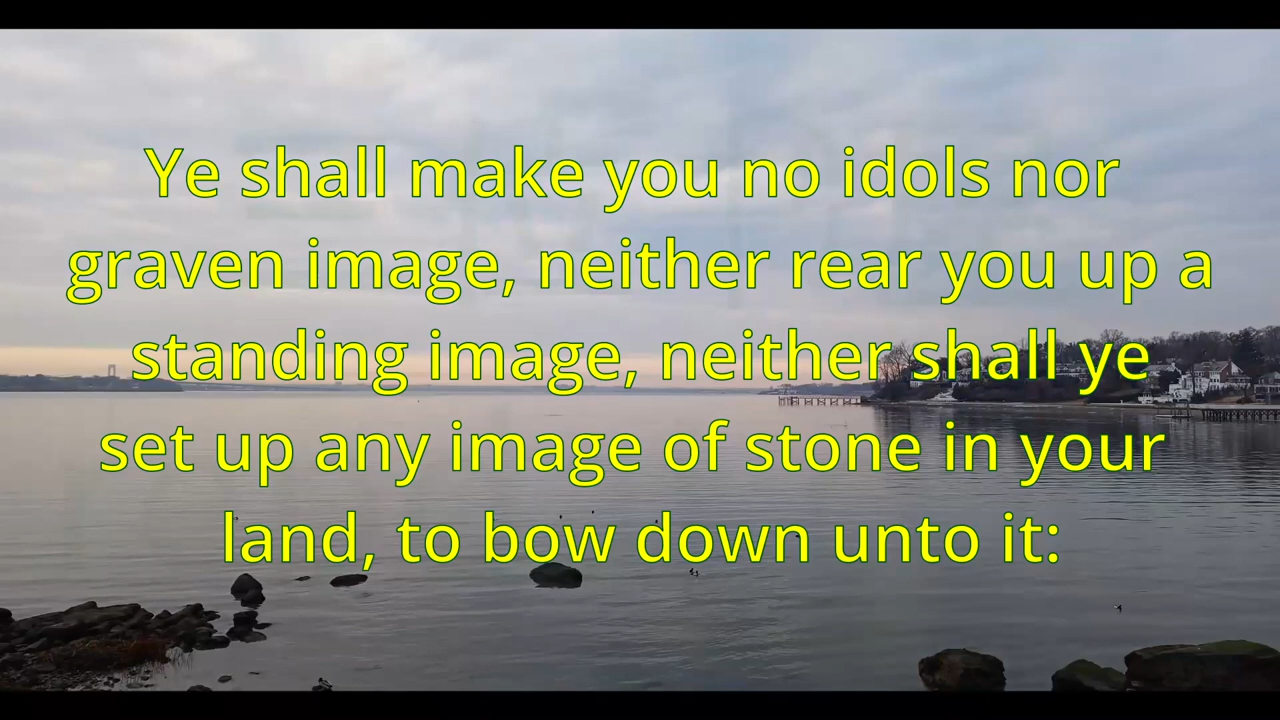 Ye shall make you no idols nor
graven image, neither rear you up a
standing image, neither shall ye
set up any image of stone in your
land, to bow down unto it: